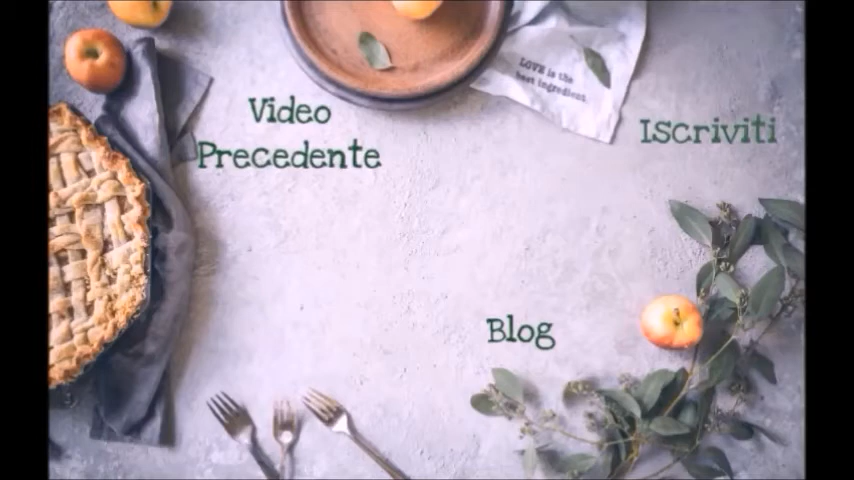 LOVE is the
best ingredient
Video
Precedente
Iscriviti
Blog